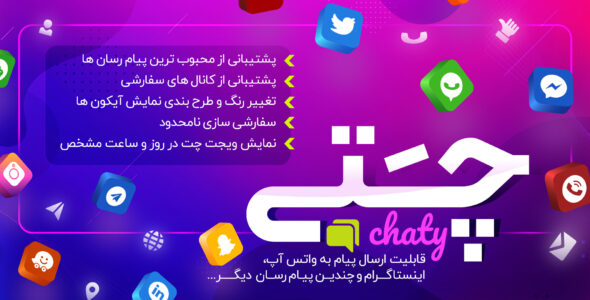 پشتیبانی از محبوب ترین پیام رسان ها
پشتیبانی از کانال های سفارشی
تغییر رنگ و طرح بندی نمایش آیکون ها
سفارشی سازی نامحدود
نمایش ویجت چت در روز و ساعت مشخص
چـتی
chaty
قابلیت ارسال پیام به واتس آپ،
اینستاگرام و چندین پیام رسان دیگر...